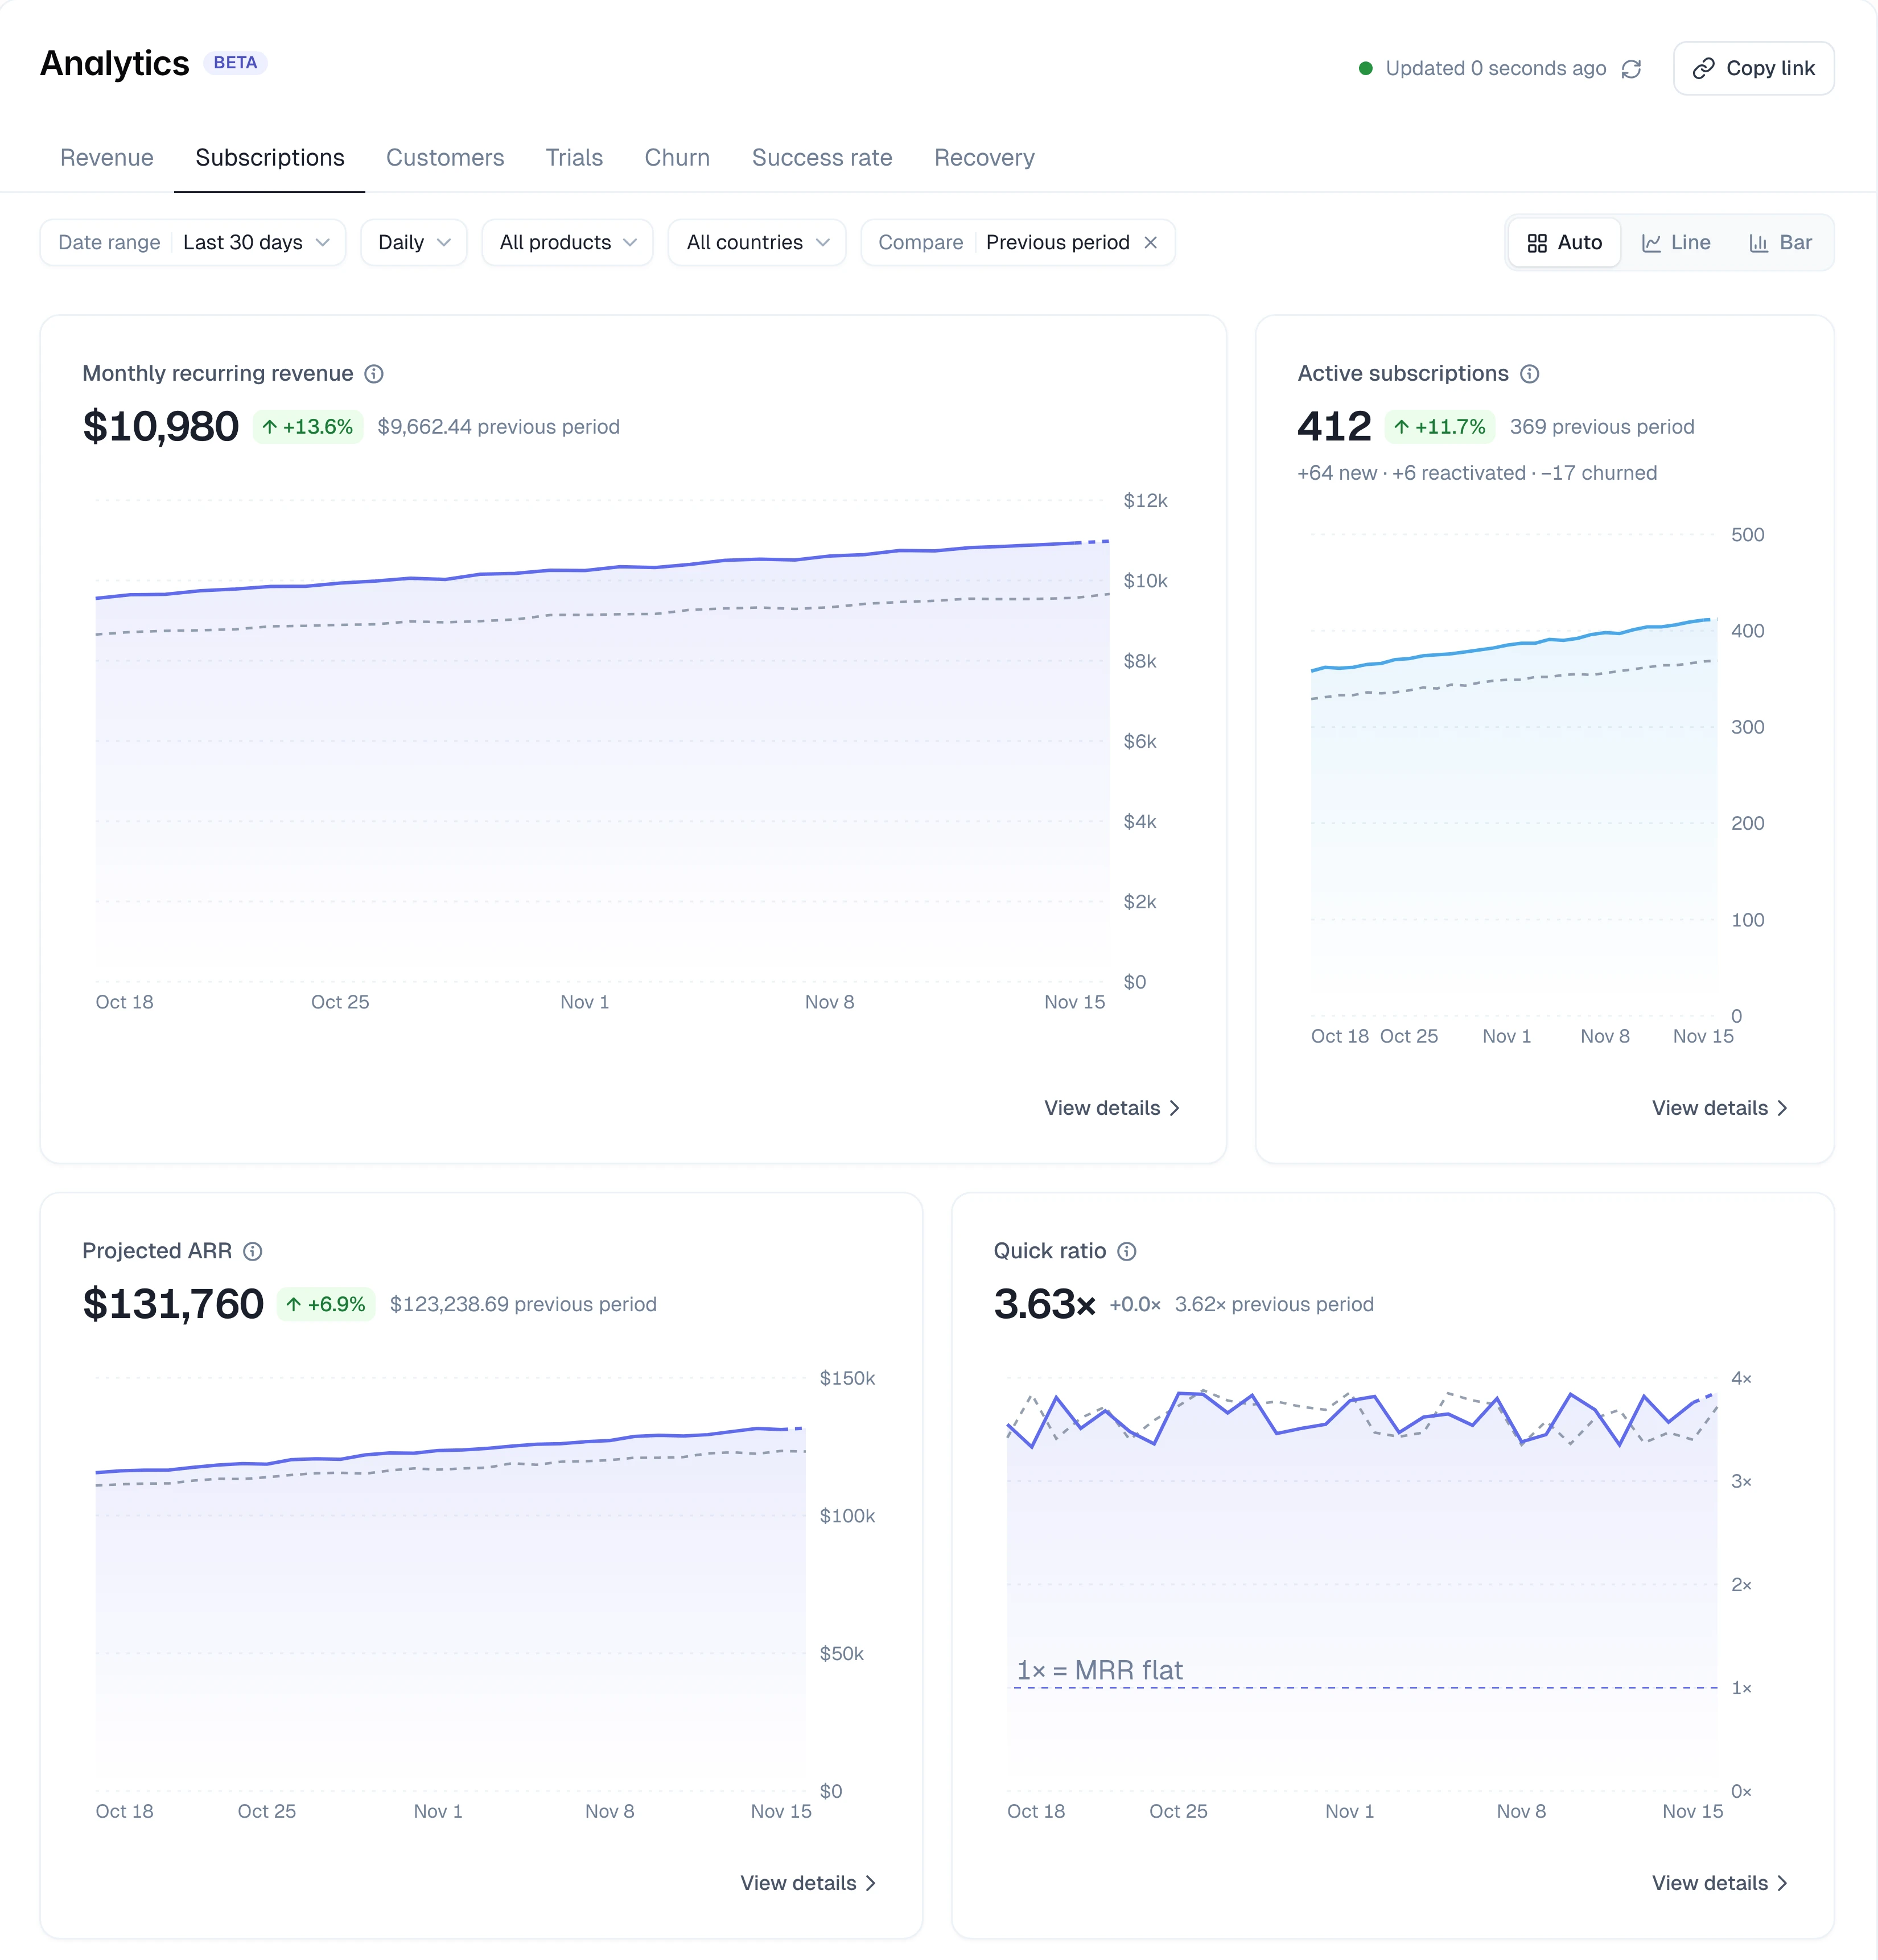 Analytics BETA
Updated 0 seconds ago
Copy link
Revenue Subscriptions Customers Trials Churn Success rate Recovery
Date range Last 30 days Daily All products All countries Compare Previous period
Auto Line Bar
Monthly recurring revenue
$10,980 +13.6% $9,662.44 previous period
$12k
$10k
$8k
$6k
$4k
$2k
$0
Oct 18 Oct 25 Nov 1 Nov 8 Nov 15
View details
Active subscriptions
412 +11.7% 369 previous period
+64 new · +6 reactivated · −17 churned
500
400
300
200
100
0
Oct 18 Oct 25 Nov 1 Nov 8 Nov 15
View details
Projected ARR
$131,760 +6.9% $123,238.69 previous period
$150k
$100k
$50k
$0
Oct 18 Oct 25 Nov 1 Nov 8 Nov 15
View details
Quick ratio
3.63× +0.0× 3.62× previous period
4×
3×
2×
1× = MRR flat
1×
0×
Oct 18 Oct 25 Nov 1 Nov 8 Nov 15
View details